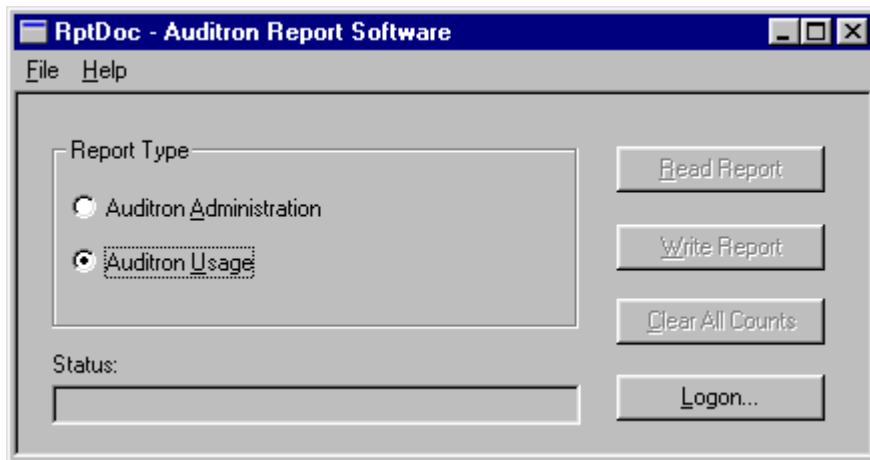 RptDoc - Auditron Report Software
File Help
Report Type
Auditron Administration
Auditron Usage
Status:
Read Report
Write Report
Clear All Counts
Logon...